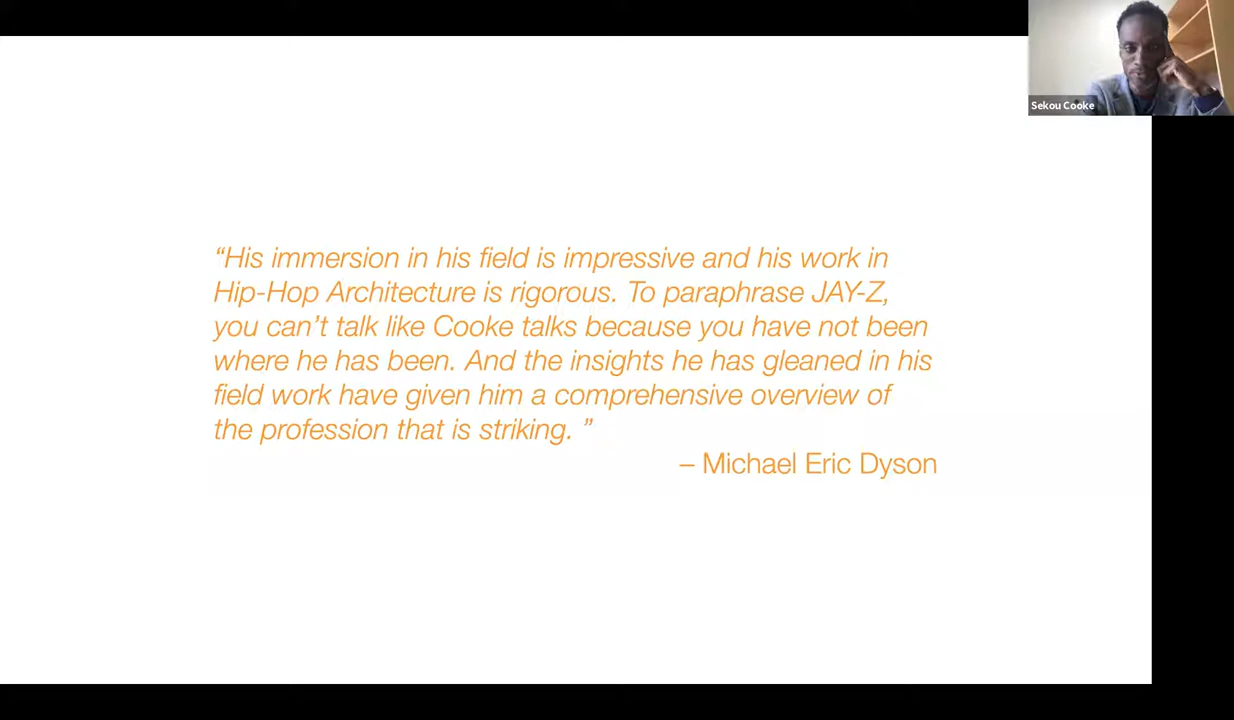 Sekou Cooke
“His immersion in his field is impressive and his work in
Hip-Hop Architecture is rigorous. To paraphrase JAY-Z,
you can’t talk like Cooke talks because you have not been
where he has been. And the insights he has gleaned in his
field work have given him a comprehensive overview of
the profession that is striking. ”
– Michael Eric Dyson